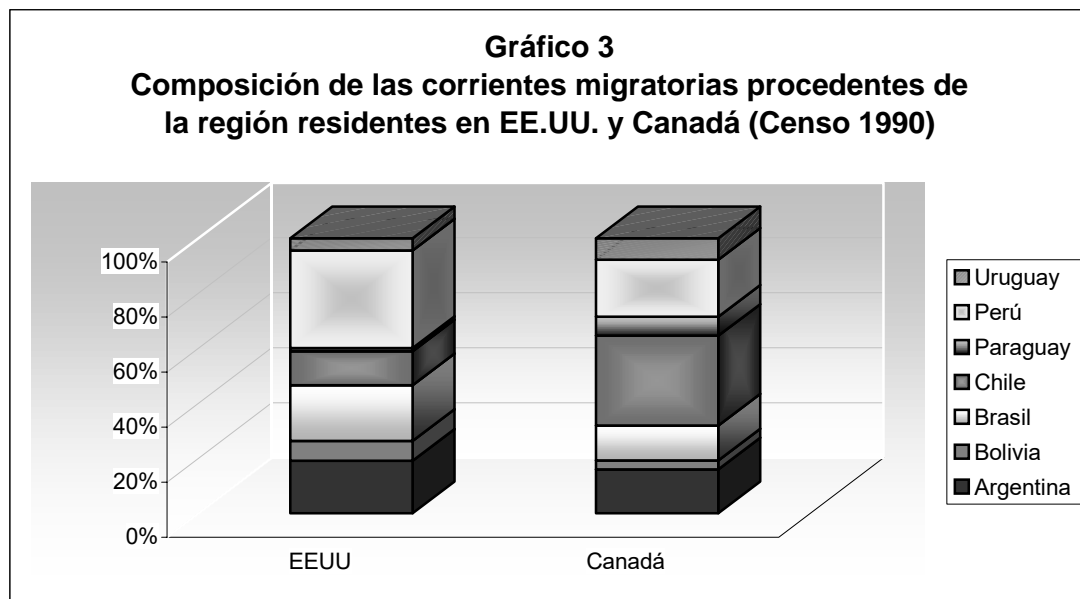 Gráfico 3
Composición de las corrientes migratorias procedentes de
la región residentes en EE.UU. y Canadá (Censo 1990)
100%
80%
60%
40%
20%
0%
EEUU
Canadá
Uruguay
Perú
Paraguay
Chile
Brasil
Bolivia
Argentina